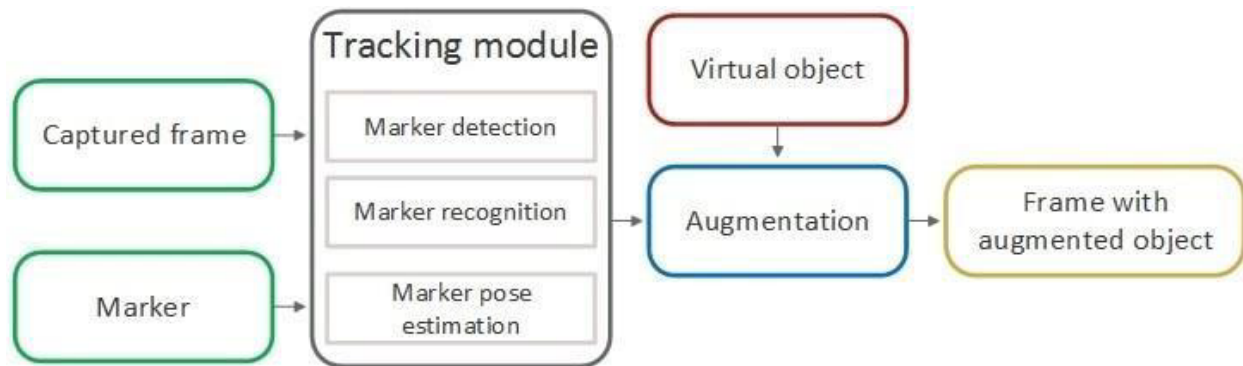 Tracking module
Captured frame
Marker detection
Marker recognition
Marker pose
estimation
Marker
Virtual object
Augmentation
Frame with
augmented object